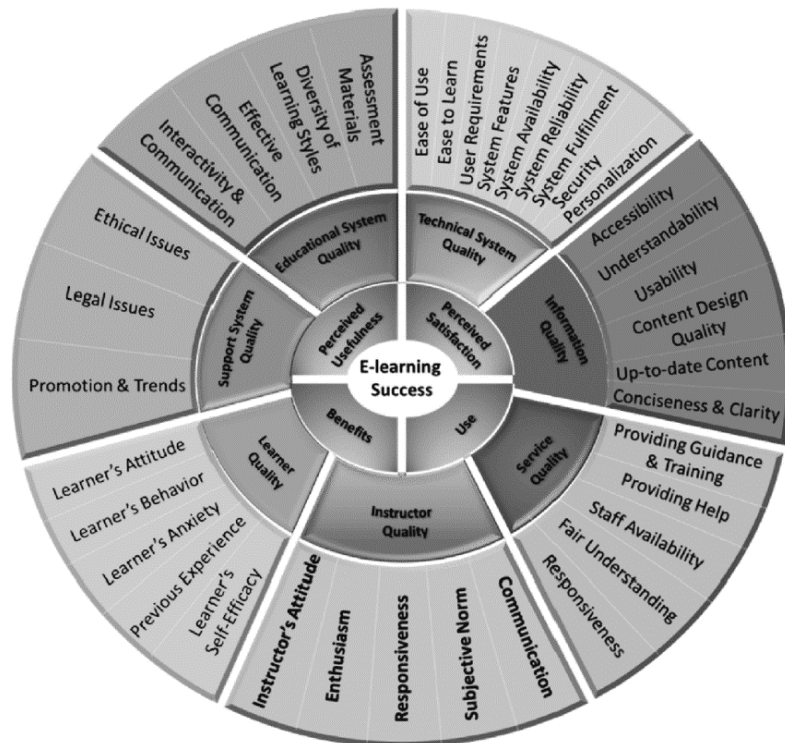 E-learning
Success
Perceived
Usefulness
Perceived
Satisfaction
Benefits
Use
Educational System
Quality
Technical System
Quality
Information
Quality
Service
Quality
Instructor
Quality
Learner
Quality
Support System
Quality
Interactivity &
Communication
Effective
Communication
Diversity of
Learning Styles
Assessment
Materials
Ease of Use
Ease to Learn
User Requirements
System Features
System Availability
System Reliability
System Fulfilment
Security
Personalization
Accessibility
Understandability
Usability
Content Design
Quality
Up-to-date Content
Conciseness & Clarity
Providing Guidance
& Training
Providing Help
Staff Availability
Fair Understanding
Responsiveness
Communication
Subjective Norm
Responsiveness
Enthusiasm
Instructor's Attitude
Learner's
Self-Efficacy
Previous Experience
Learner's Anxiety
Learner's Behavior
Learner's Attitude
Promotion & Trends
Legal Issues
Ethical Issues